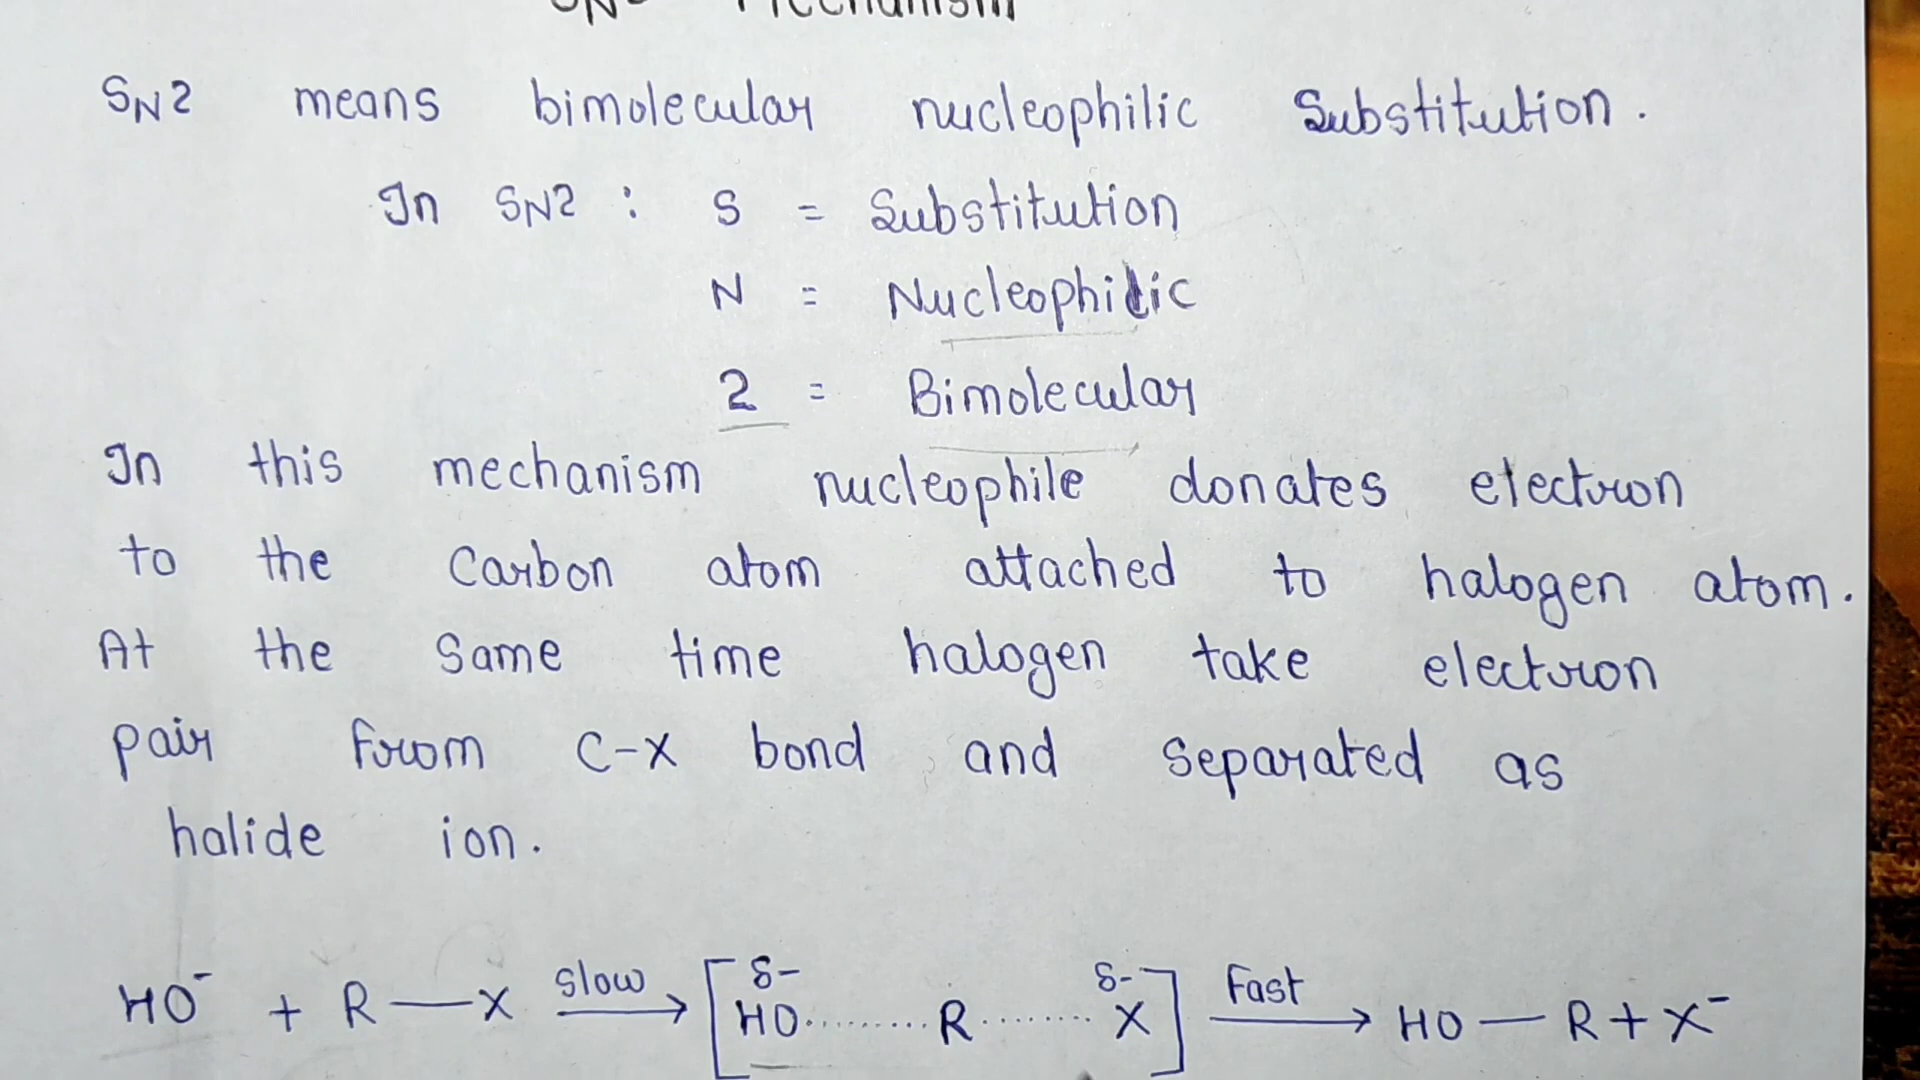 SN2 Mechanism
SN2 means bimolecular nucleophilic Substitution.
In SN2 : S = Substitution
N = Nucleophilic
2 = Bimolecular
In this mechanism nucleophile donates electron
to the Carbon atom attached to halogen atom.
At the Same time halogen take electron
pair from C-X bond and Separated as
halide ion.
HO⁻ + R—X Slow→ [δ- HO........R........X δ-] Fast→ HO—R + X⁻